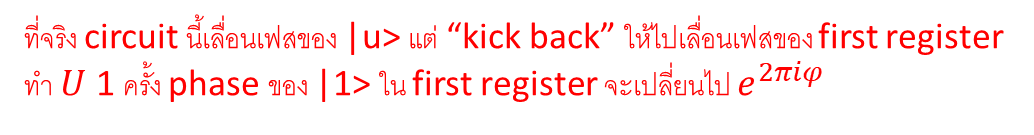 ที่จริง circuit นี้เลื่อนเฟสของ |u> แต่ “kick back” ให้ไปเลื่อนเฟสของ first register
ทำ 𝑈 1 ครั้ง phase ของ |1> ใน first register จะเปลี่ยนไป 𝑒^{2𝜋𝑖𝜑}